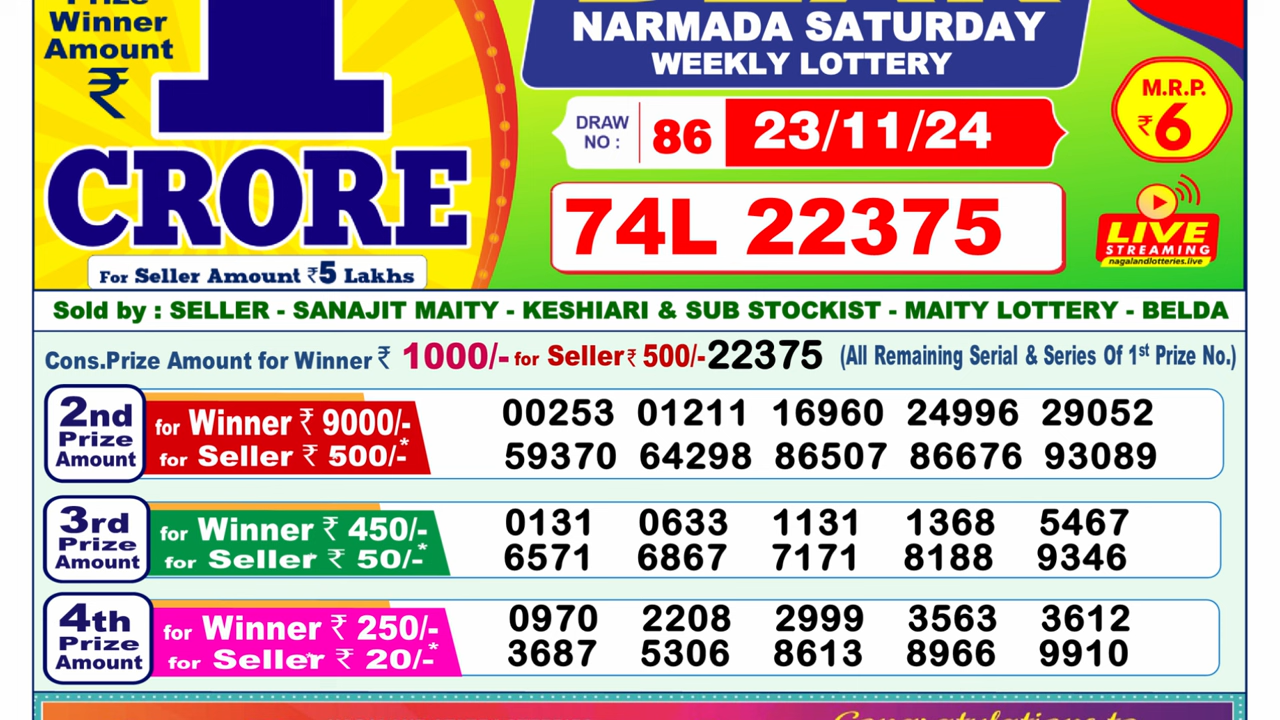 Prize
Winner
Amount
₹
1
CRORE
For Seller Amount ₹5 Lakhs
DEAR
NARMADA SATURDAY
WEEKLY LOTTERY
DRAW NO : 86 23/11/24
74L 22375
M.R.P.
₹6
LIVE
STREAMING
nagalandlotteries.live
Sold by : SELLER - SANAJIT MAITY - KESHIARI & SUB STOCKIST - MAITY LOTTERY - BELDA
Cons.Prize Amount for Winner ₹ 1000/- for Seller ₹ 500/- 22375 (All Remaining Serial & Series Of 1st Prize No.)
2nd Prize Amount
for Winner ₹ 9000/-
for Seller ₹ 500/-*
00253 01211 16960 24996 29052
59370 64298 86507 86676 93089
3rd Prize Amount
for Winner ₹ 450/-
for Seller ₹ 50/-*
0131 0633 1131 1368 5467
6571 6867 7171 8188 9346
4th Prize Amount
for Winner ₹ 250/-
for Seller ₹ 20/-*
0970 2208 2999 3563 3612
3687 5306 8613 8966 9910
Congratulations to